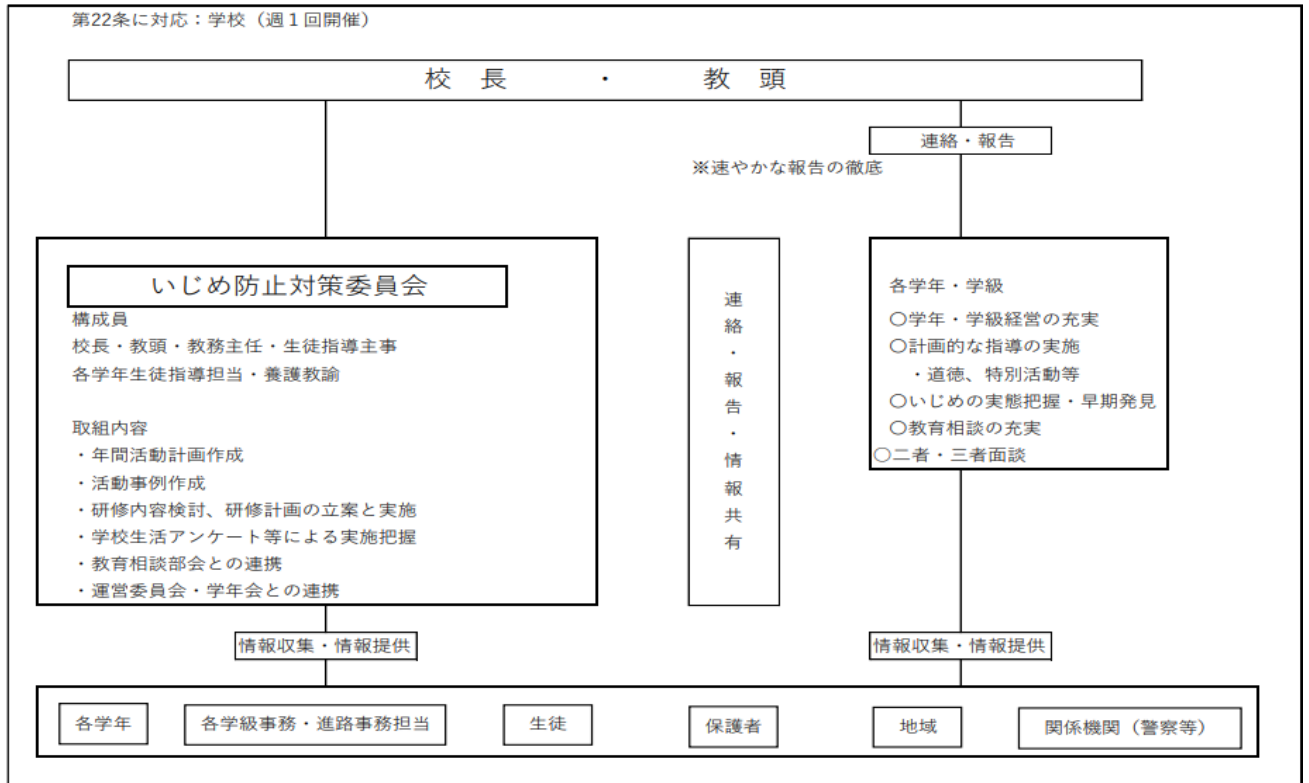 第22条に対応：学校（週１回開催）
校長・教頭
連絡・報告
※速やかな報告の徹底
いじめ防止対策委員会
構成員
校長・教頭・教務主任・生徒指導主事
各学年生徒指導担当・養護教諭
取組内容
・年間活動計画作成
・活動事例作成
・研修内容検討、研修計画の立案と実施
・学校生活アンケート等による実施把握
・教育相談部会との連携
・運営委員会・学年会との連携
連絡・報告・情報共有
各学年・学級
〇学年・学級経営の充実
〇計画的な指導の実施
・道徳、特別活動等
〇いじめの実態把握・早期発見
〇教育相談の充実
〇二者・三者面談
情報収集・情報提供
情報収集・情報提供
各学年
各学級事務・進路事務担当
生徒
保護者
地域
関係機関（警察等）